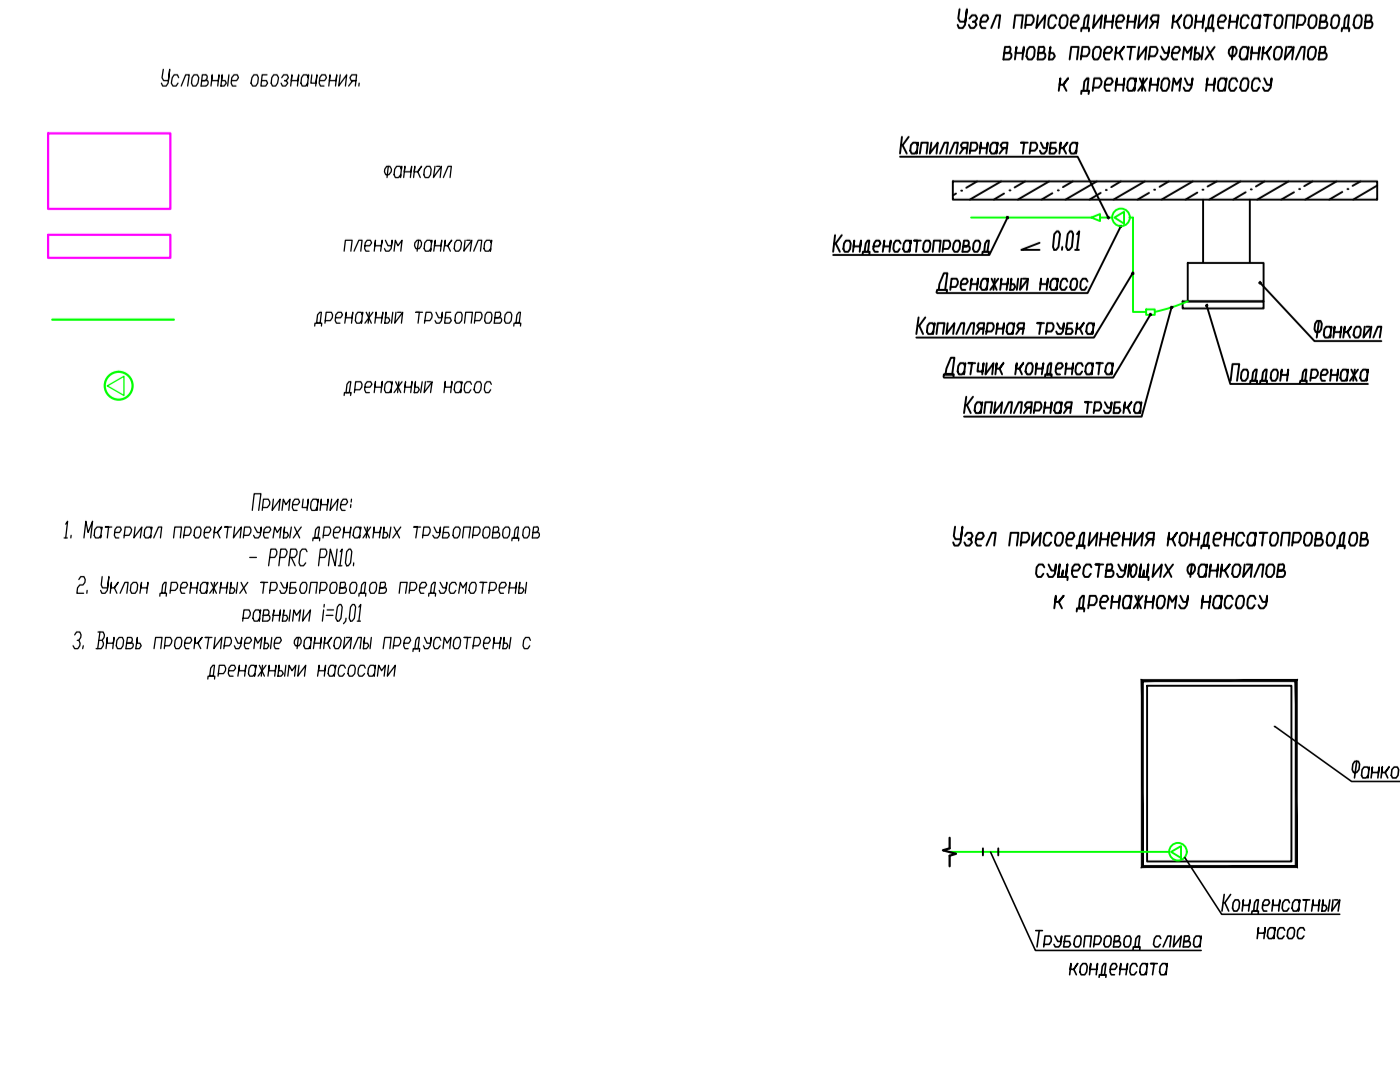 Условные обозначения.
фанкойл
пленум фанкойла
дренажный трубопровод
дренажный насос
Примечание:
1. Материал проектируемых дренажных трубопроводов
- PPRC PN10.
2. Уклон дренажных трубопроводов предусмотрены
равными i=0,01
3. Вновь проектируемые фанкойлы предусмотрены с
дренажными насосами
Узел присоединения конденсатопроводов
вновь проектируемых фанкойлов
к дренажному насосу
Капиллярная трубка
Конденсатопровод
0.01
Дренажный насос
Капиллярная трубка
Датчик конденсата
Капиллярная трубка
Фанкойл
Поддон дренажа
Узел присоединения конденсатопроводов
существующих фанкойлов
к дренажному насосу
Фанко
Конденсатный
насос
Трубопровод слива
конденсата